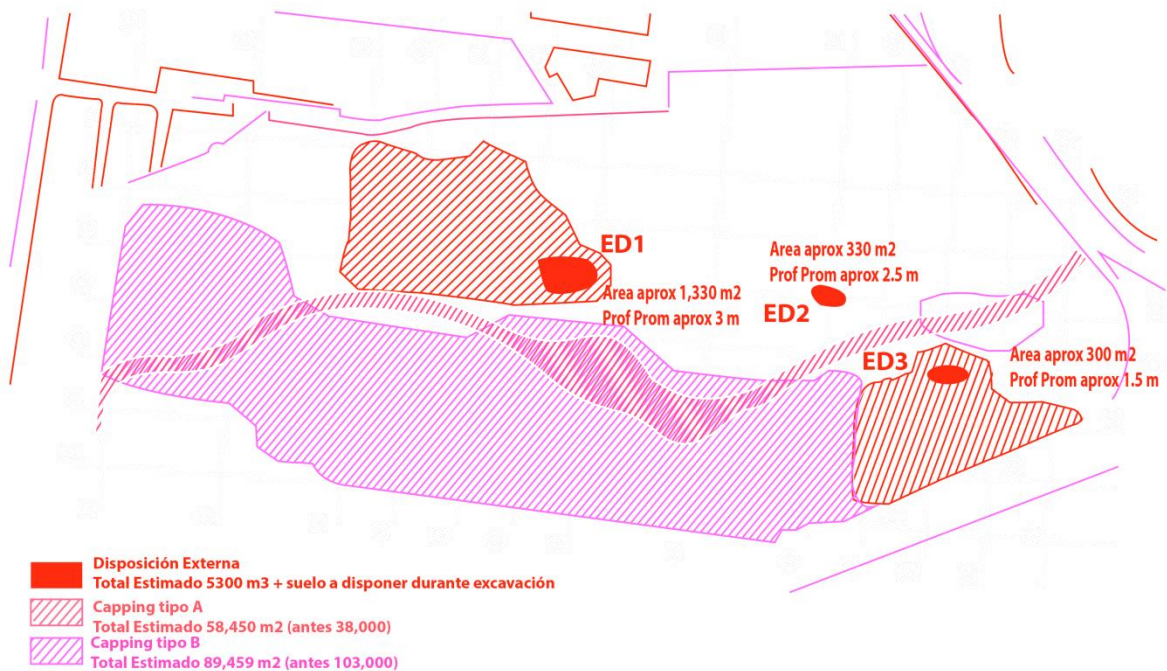 ED1
Area aprox 1,330 m2
Prof Prom aprox 3 m
Area aprox 330 m2
Prof Prom aprox 2.5 m
ED2
ED3
Area aprox 300 m2
Prof Prom aprox 1.5 m
Disposición Externa
Total Estimado 5300 m3 + suelo a disponer durante excavación
Capping tipo A
Total Estimado 58,450 m2 (antes 38,000)
Capping tipo B
Total Estimado 89,459 m2 (antes 103,000)